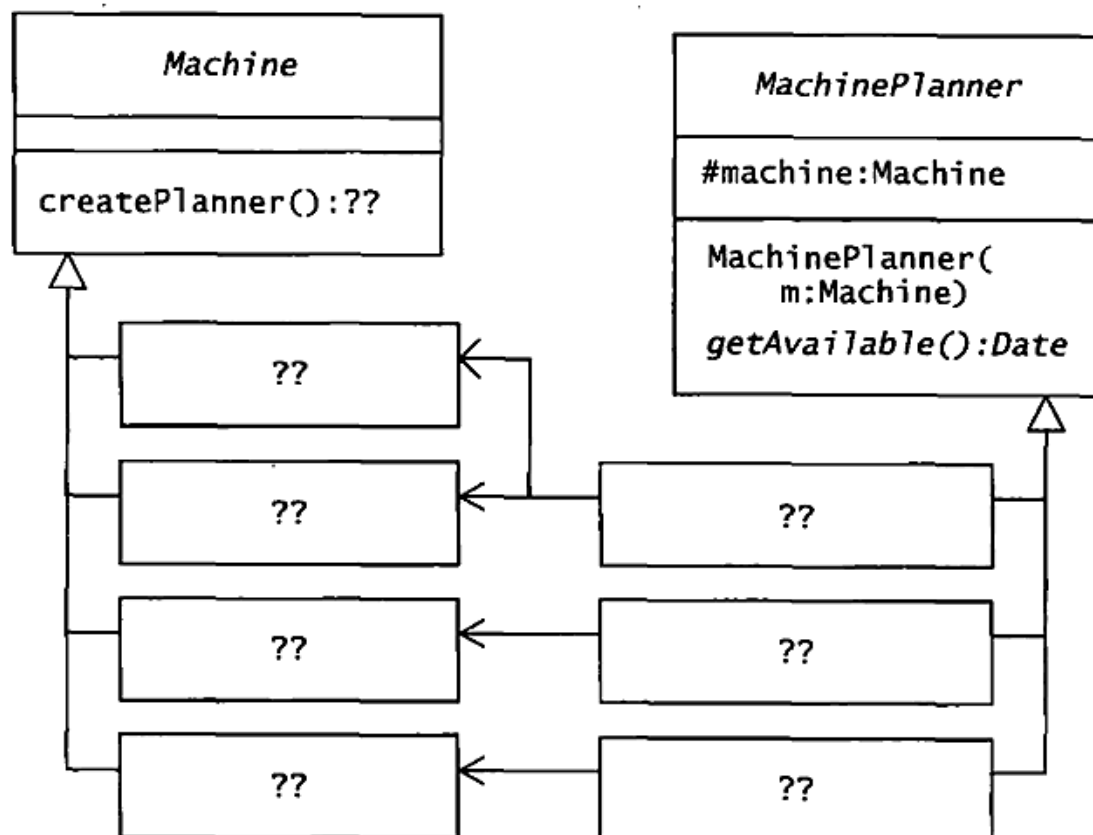 Machine
createPlanner():??
MachinePlanner
#machine:Machine
MachinePlanner(
m:Machine)
getAvailable():Date
??
??
??
??
??
??
??